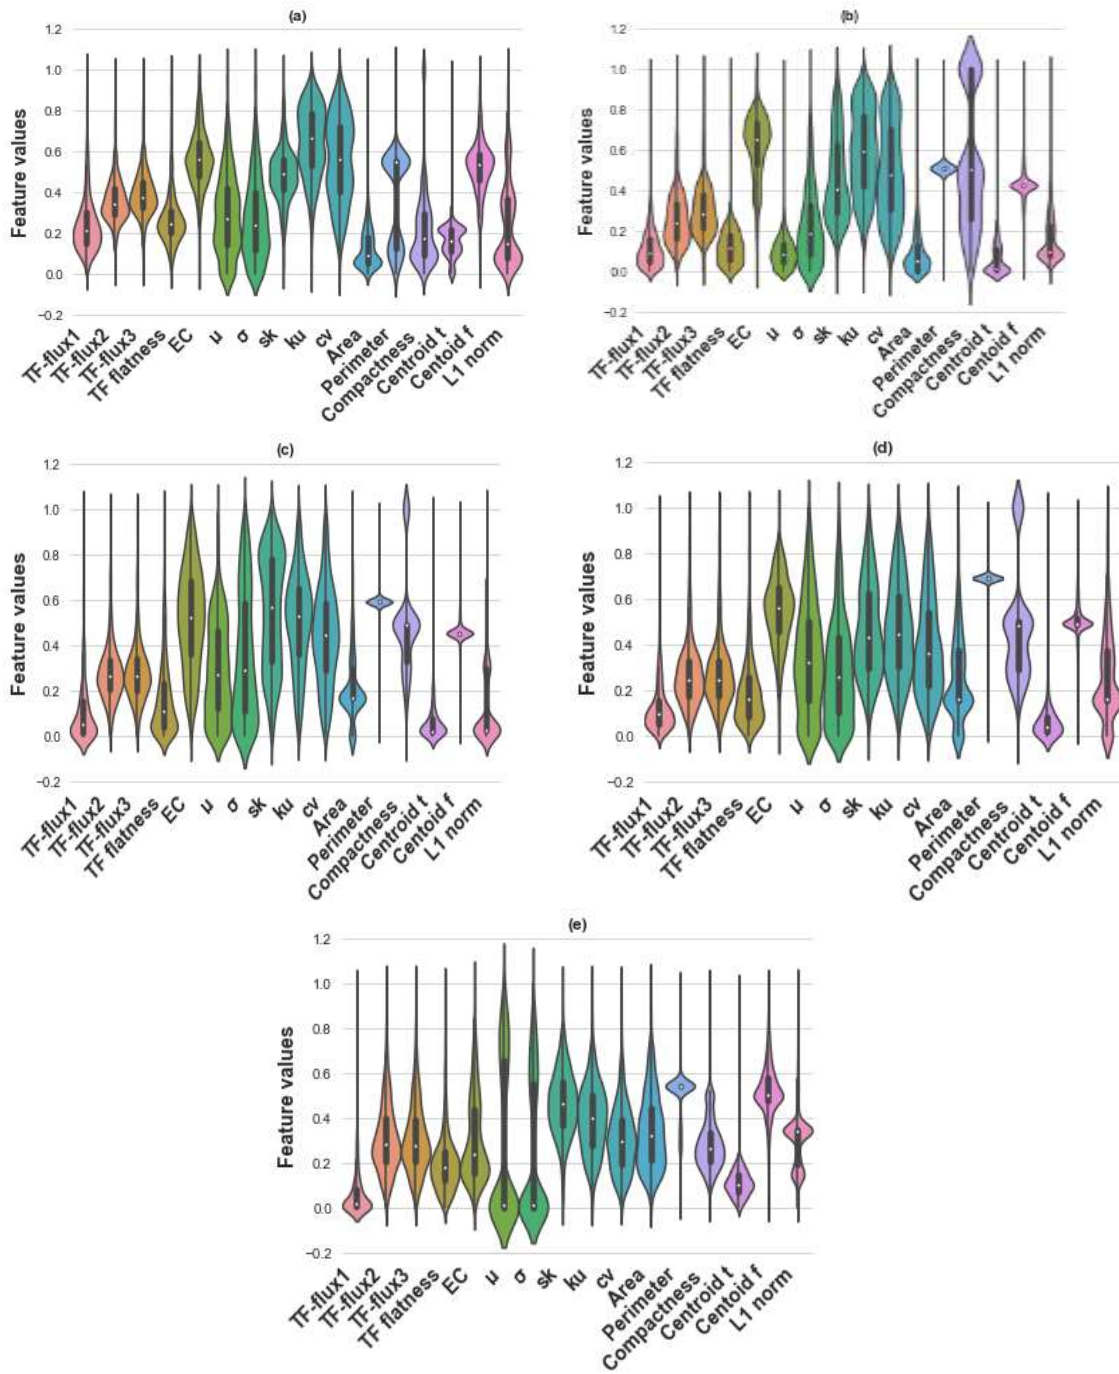 (a)
1.2
1.0
0.8
0.6
0.4
0.2
0.0
−0.2
Feature values
TF-flux1
TF-flux2
TF-flux3
TF flatness
EC
μ
σ
sk
ku
cv
Area
Perimeter
Compactness
Centroid t
Centoid f
L1 norm
(b)
1.2
1.0
0.8
0.6
0.4
0.2
0.0
−0.2
Feature values
TF-flux1
TF-flux2
TF-flux3
TF flatness
EC
μ
σ
sk
ku
cv
Area
Perimeter
Compactness
Centroid t
Centoid f
L1 norm
(c)
1.2
1.0
0.8
0.6
0.4
0.2
0.0
−0.2
Feature values
TF-flux1
TF-flux2
TF-flux3
TF flatness
EC
μ
σ
sk
ku
cv
Area
Perimeter
Compactness
Centroid t
Centoid f
L1 norm
(d)
1.2
1.0
0.8
0.6
0.4
0.2
0.0
−0.2
Feature values
TF-flux1
TF-flux2
TF-flux3
TF flatness
EC
μ
σ
sk
ku
cv
Area
Perimeter
Compactness
Centroid t
Centoid f
L1 norm
(e)
1.2
1.0
0.8
0.6
0.4
0.2
0.0
−0.2
Feature values
TF-flux1
TF-flux2
TF-flux3
TF flatness
EC
μ
σ
sk
ku
cv
Area
Perimeter
Compactness
Centroid t
Centoid f
L1 norm